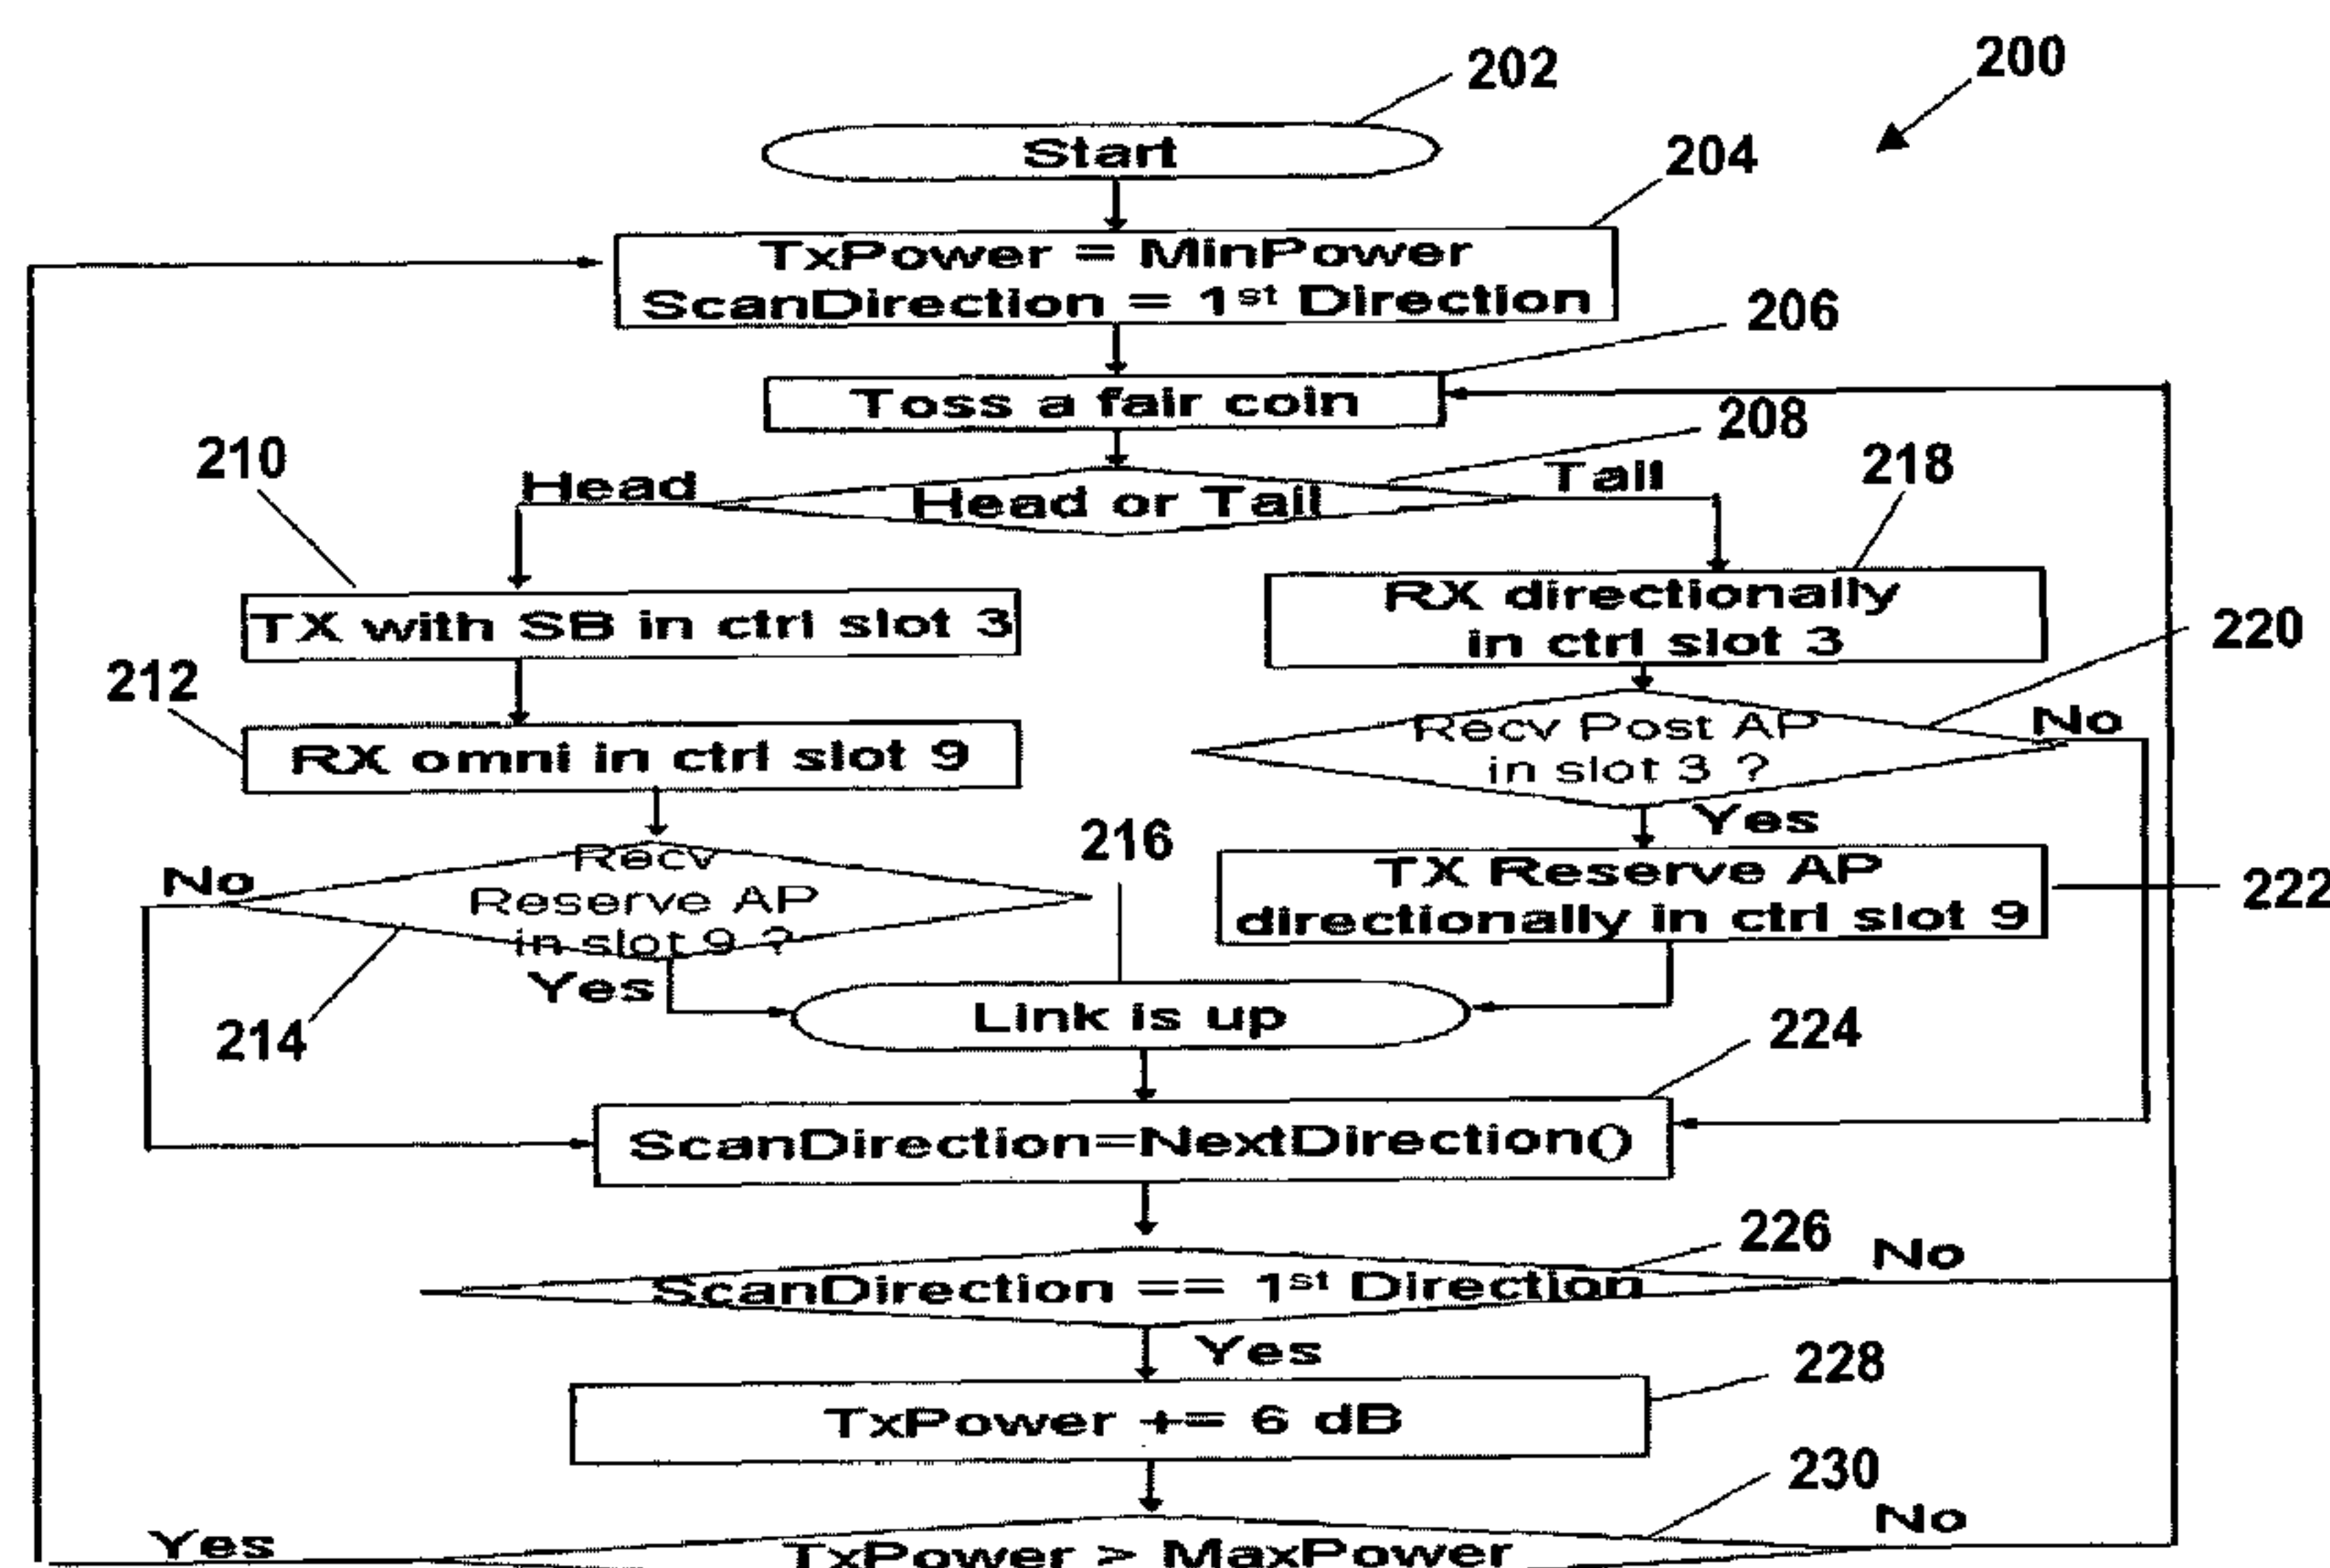 200
202
Start
204
TxPower = MinPower
ScanDirection = 1st Direction
206
Toss a fair coin
208
Head
Head or Tail
Tail
210
218
TX with SB in ctrl slot 3
RX directionally
in ctrl slot 3
220
212
RX omni in ctrl slot 9
Recv Post AP
in slot 3 ?
No
Yes
216
No
Recv
Reserve AP
in slot 9 ?
Yes
214
TX Reserve AP
directionally in ctrl slot 9
222
Link is up
224
ScanDirection=NextDirection()
226
ScanDirection == 1st Direction
No
Yes
228
TxPower += 6 dB
230
Yes
TxPower > MaxPower
No